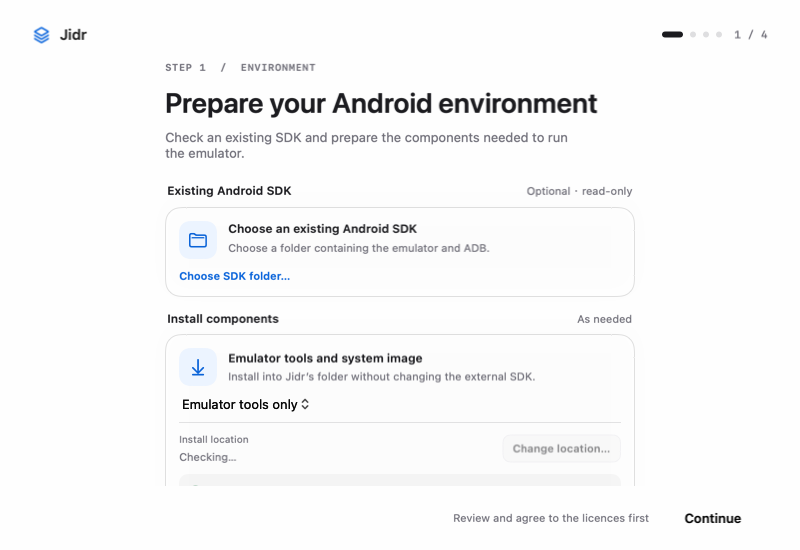 Jidr
1 / 4
STEP 1 / ENVIRONMENT
Prepare your Android environment
Check an existing SDK and prepare the components needed to run
the emulator.
Existing Android SDK
Optional · read-only
Choose an existing Android SDK
Choose a folder containing the emulator and ADB.
Choose SDK folder...
Install components
As needed
Emulator tools and system image
Install into Jidr's folder without changing the external SDK.
Emulator tools only
Install location
Checking...
Change location...
Review and agree to the licences first
Continue